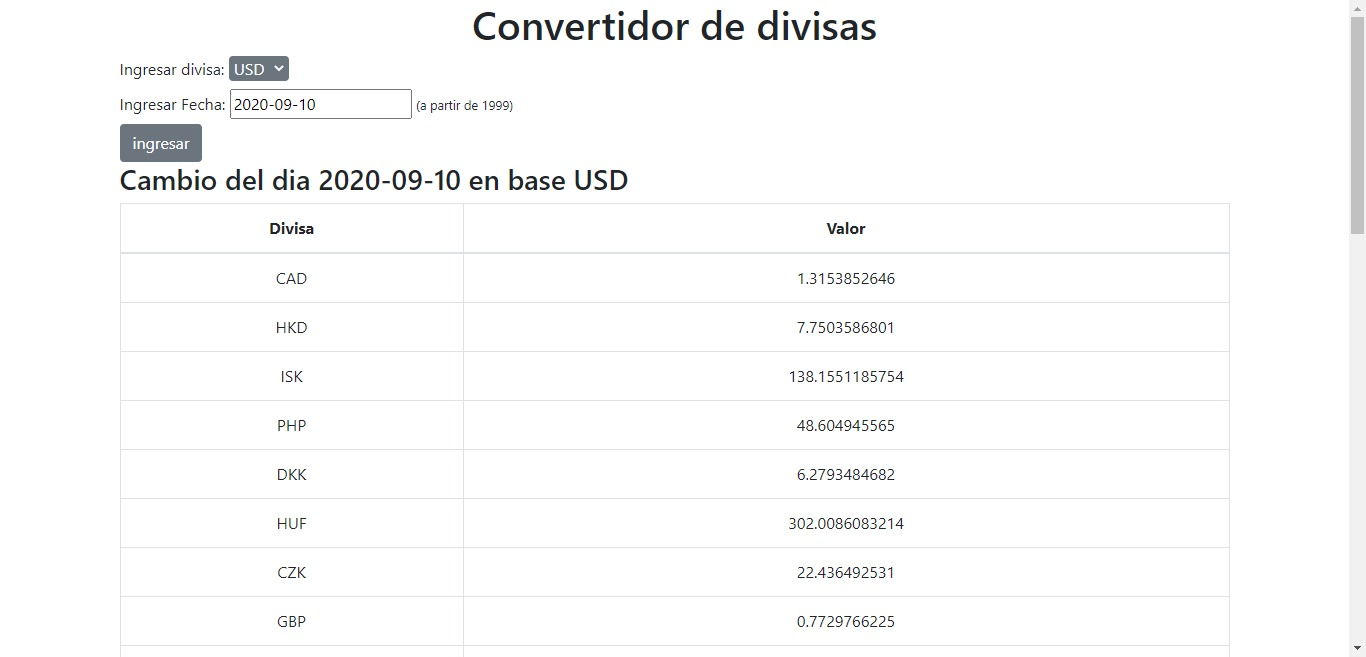 Convertidor de divisas
Ingresar divisa: USD
Ingresar Fecha: 2020-09-10 (a partir de 1999)
ingresar
Cambio del dia 2020-09-10 en base USD
Divisa Valor
CAD 1.3153852646
HKD 7.7503586801
ISK 138.1551185754
PHP 48.604945565
DKK 6.2793484682
HUF 302.0086083214
CZK 22.436492531
GBP 0.7729766225